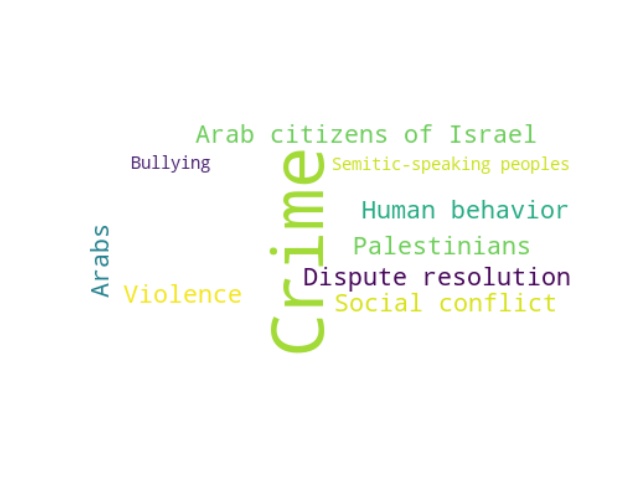 Arab citizens of Israel
Bullying
Semitic-speaking peoples
Crime
Human behavior
Arabs
Palestinians
Dispute resolution
Violence
Social conflict